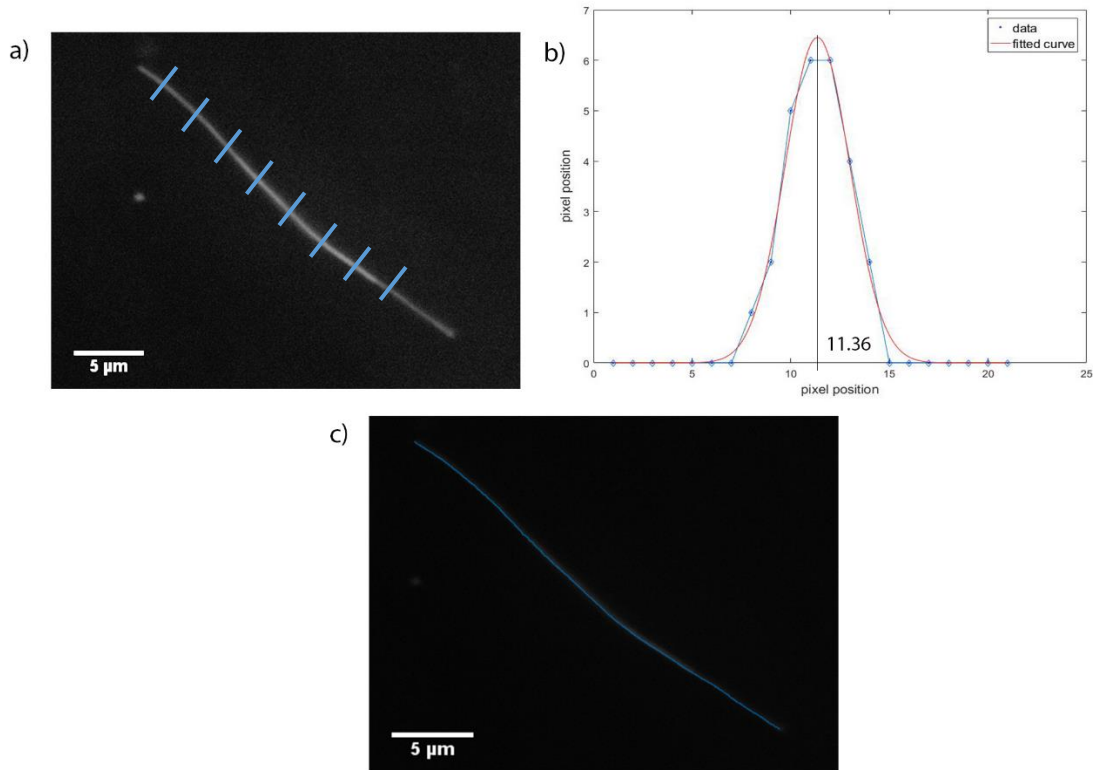 a)
5 µm
b)
7
6
5
4
3
2
1
0
pixel position
0 5 10 15 20 25
pixel position
data
fitted curve
11.36
c)
5 µm